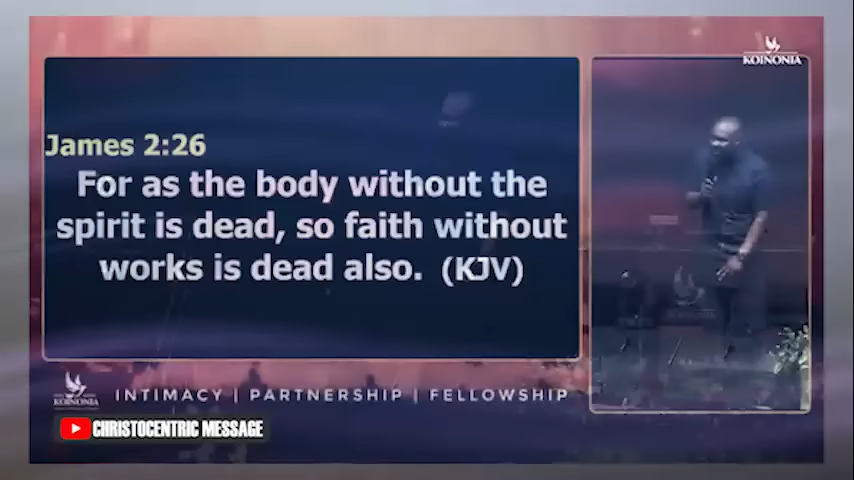 KOINONIA
James 2:26
For as the body without the
spirit is dead, so faith without
works is dead also. (KJV)
KOINONIA
INTIMACY | PARTNERSHIP | FELLOWSHIP
CHRISTOCENTRIC MESSAGE